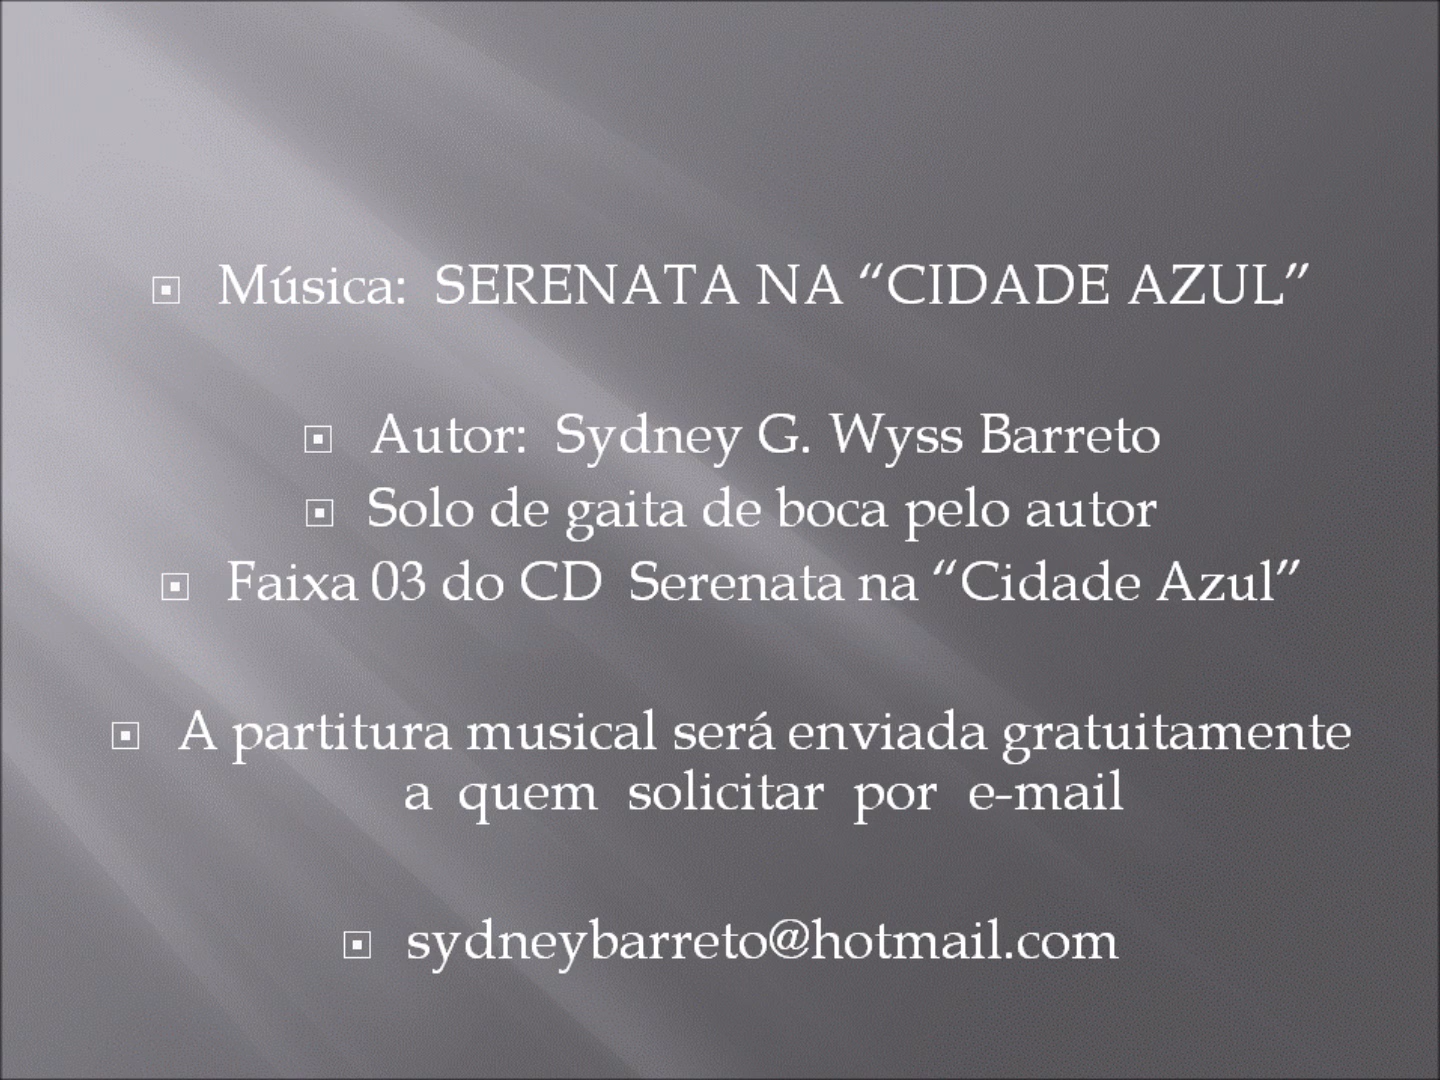 Música:  SERENATA NA “CIDADE AZUL”
Autor:  Sydney G. Wyss Barreto
Solo de gaita de boca pelo autor
Faixa 03 do CD  Serenata na “Cidade Azul”
A partitura musical será enviada gratuitamente
a quem solicitar por e-mail
sydneybarreto@hotmail.com